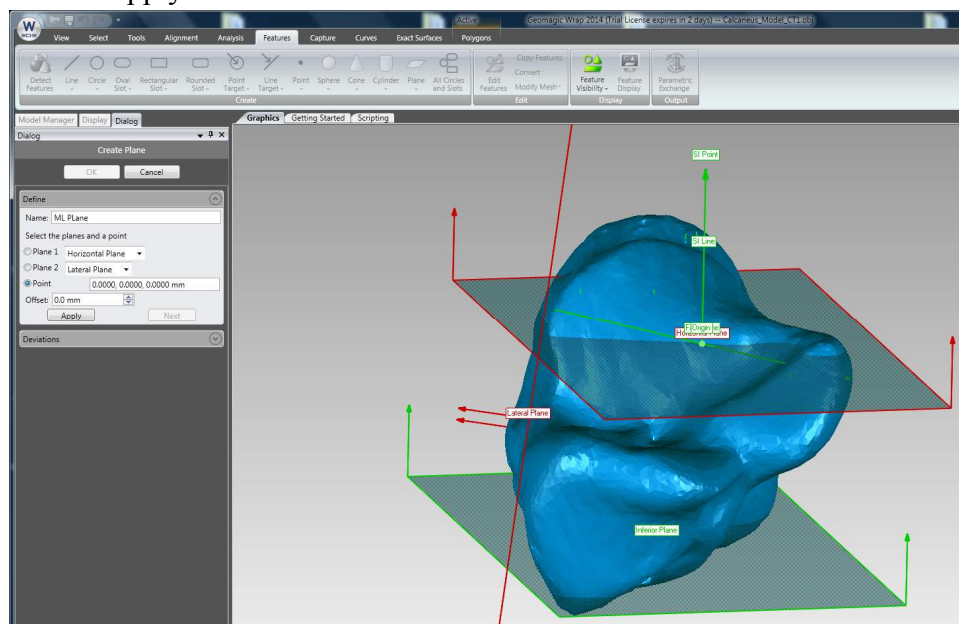 Active
Geomagic Wrap 2014 (Trial License expires in 2 days) -- Calcaneus_Model_CT1.obj
W
View Select Tools Alignment Analysis Features Capture Curves Exact Surfaces Polygons
Detect Features
Line
Circle
Oval Slot
Rectangular Slot
Rounded Slot
Point Target
Line Target
Point
Sphere
Cone
Cylinder
Plane
All Circles and Slots
Create
Edit Features
Copy Features
Convert
Modify Mesh
Edit
Feature Visibility
Feature Display
Display
Parametric Exchange
Output
Model Manager Display Dialog
Graphics Getting Started Scripting
Dialog
Create Plane
OK Cancel
Define
Name: ML PLane
Select the planes and a point
Plane 1 Horizontal Plane
Plane 2 Lateral Plane
Point 0.0000, 0.0000, 0.0000 mm
Offset: 0.0 mm
Apply Next
Deviations
SI Point
SI Line
Origin
Horizontal Plane
Lateral Plane
Inferior Plane